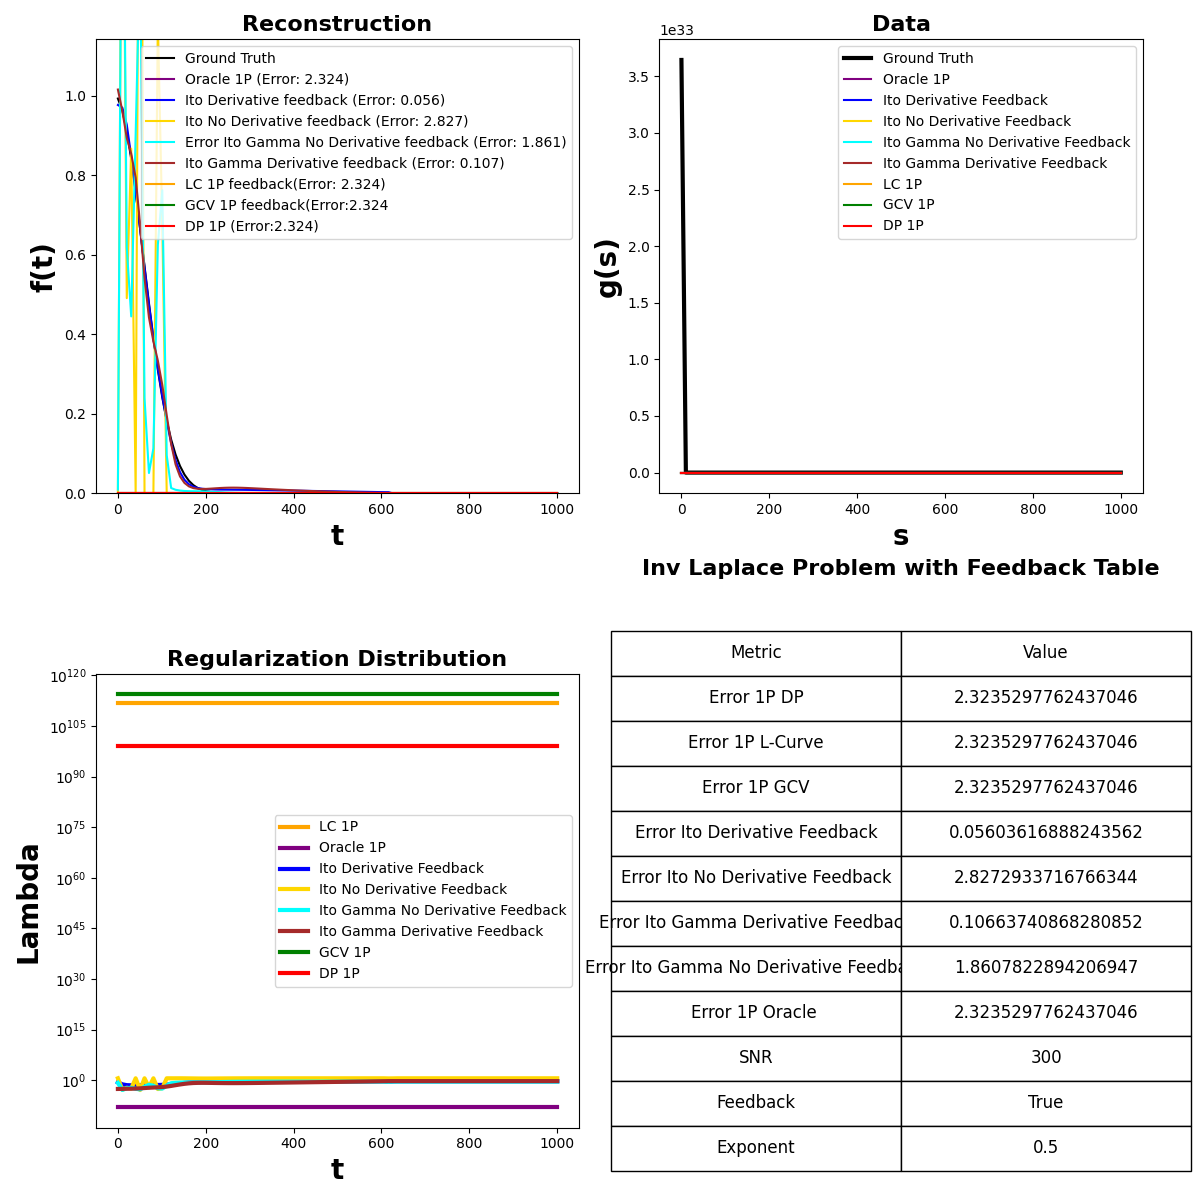 Reconstruction
f(t)
1.0
0.8
0.6
0.4
0.2
0.0
Ground Truth
Oracle 1P (Error: 2.324)
Ito Derivative feedback (Error: 0.056)
Ito No Derivative feedback (Error: 2.827)
Error Ito Gamma No Derivative feedback (Error: 1.861)
Ito Gamma Derivative feedback (Error: 0.107)
LC 1P feedback(Error: 2.324)
GCV 1P feedback(Error:2.324
DP 1P (Error:2.324)
0 200 400 600 800 1000
t
Data
1e33
g(s)
3.5
3.0
2.5
2.0
1.5
1.0
0.5
0.0
Ground Truth
Oracle 1P
Ito Derivative Feedback
Ito No Derivative Feedback
Ito Gamma No Derivative Feedback
Ito Gamma Derivative Feedback
LC 1P
GCV 1P
DP 1P
0 200 400 600 800 1000
s
Regularization Distribution
Lambda
10^120
10^105
10^90
10^75
10^60
10^45
10^30
10^15
10^0
LC 1P
Oracle 1P
Ito Derivative Feedback
Ito No Derivative Feedback
Ito Gamma No Derivative Feedback
Ito Gamma Derivative Feedback
GCV 1P
DP 1P
0 200 400 600 800 1000
t
Inv Laplace Problem with Feedback Table
Metric Value
Error 1P DP 2.3235297762437046
Error 1P L-Curve 2.3235297762437046
Error 1P GCV 2.3235297762437046
Error Ito Derivative Feedback 0.05603616888243562
Error Ito No Derivative Feedback 2.8272933716766344
Error Ito Gamma Derivative Feedbac 0.10663740868280852
Error Ito Gamma No Derivative Feedba 1.8607822894206947
Error 1P Oracle 2.3235297762437046
SNR 300
Feedback True
Exponent 0.5